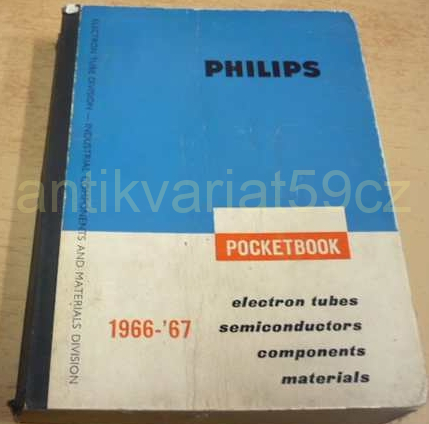 PHILIPS
ELECTRON TUBE DIVISION — INDUSTRIAL COMPONENTS AND MATERIALS DIVISION
antikvariat59cz
POCKETBOOK
1966-'67
electron tubes
semiconductors
components
materials